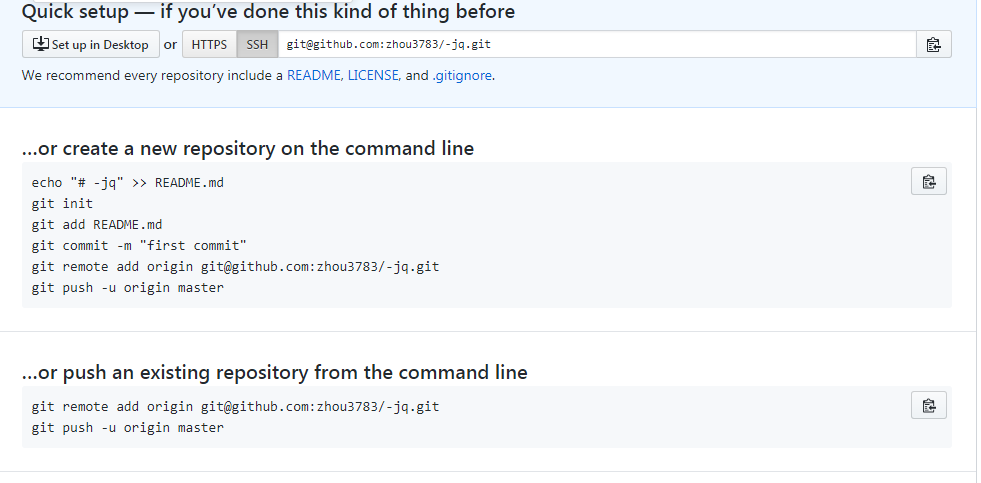 Quick setup — if you’ve done this kind of thing before
Set up in Desktop or HTTPS SSH git@github.com:zhou3783/-jq.git
We recommend every repository include a README, LICENSE, and .gitignore.
…or create a new repository on the command line
echo "# -jq" >> README.md
git init
git add README.md
git commit -m "first commit"
git remote add origin git@github.com:zhou3783/-jq.git
git push -u origin master
…or push an existing repository from the command line
git remote add origin git@github.com:zhou3783/-jq.git
git push -u origin master